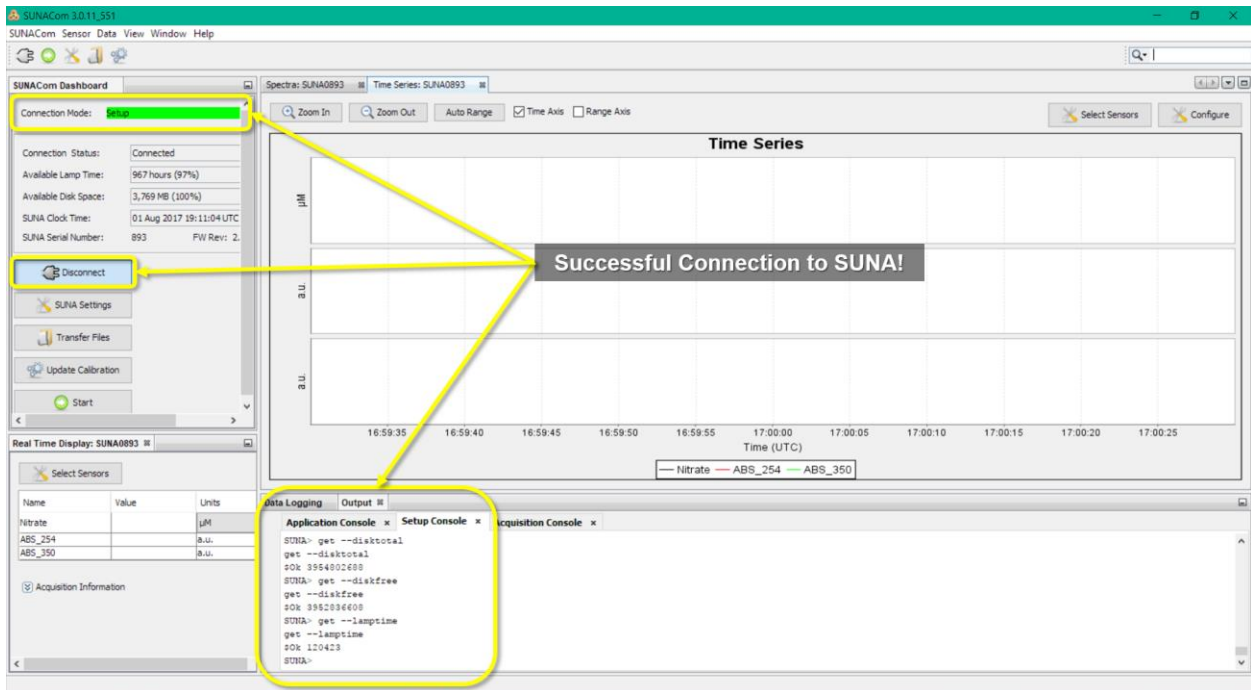 SUNACom 3.0.11_551
SUNACom Sensor Data View Window Help
SUNACom Dashboard
Connection Mode: Setup
Connection Status: Connected
Available Lamp Time: 967 hours (97%)
Available Disk Space: 3,769 MB (100%)
SUNA Clock Time: 01 Aug 2017 19:11:04 UTC
SUNA Serial Number: 893 FW Rev: 2.
Disconnect
SUNA Settings
Transfer Files
Update Calibration
Start
Real Time Display: SUNA0893
Select Sensors
Name Value Units
Nitrate µM
ABS_254 a.u.
ABS_350 a.u.
Acquisition Information
Spectra: SUNA0893 Time Series: SUNA0893
Zoom In Zoom Out Auto Range Time Axis Range Axis Select Sensors Configure
Time Series
µM
a.u.
a.u.
Successful Connection to SUNA!
16:59:35 16:59:40 16:59:45 16:59:50 16:59:55 17:00:00 17:00:05 17:00:10 17:00:15 17:00:20 17:00:25
Time (UTC)
Nitrate ABS_254 ABS_350
Data Logging Output
Application Console Setup Console Acquisition Console
SUNA> get --disktotal
get --disktotal
$Ok 3954802688
SUNA> get --diskfree
get --diskfree
$Ok 3952836608
SUNA> get --lamptime
get --lamptime
$Ok 120423
SUNA>